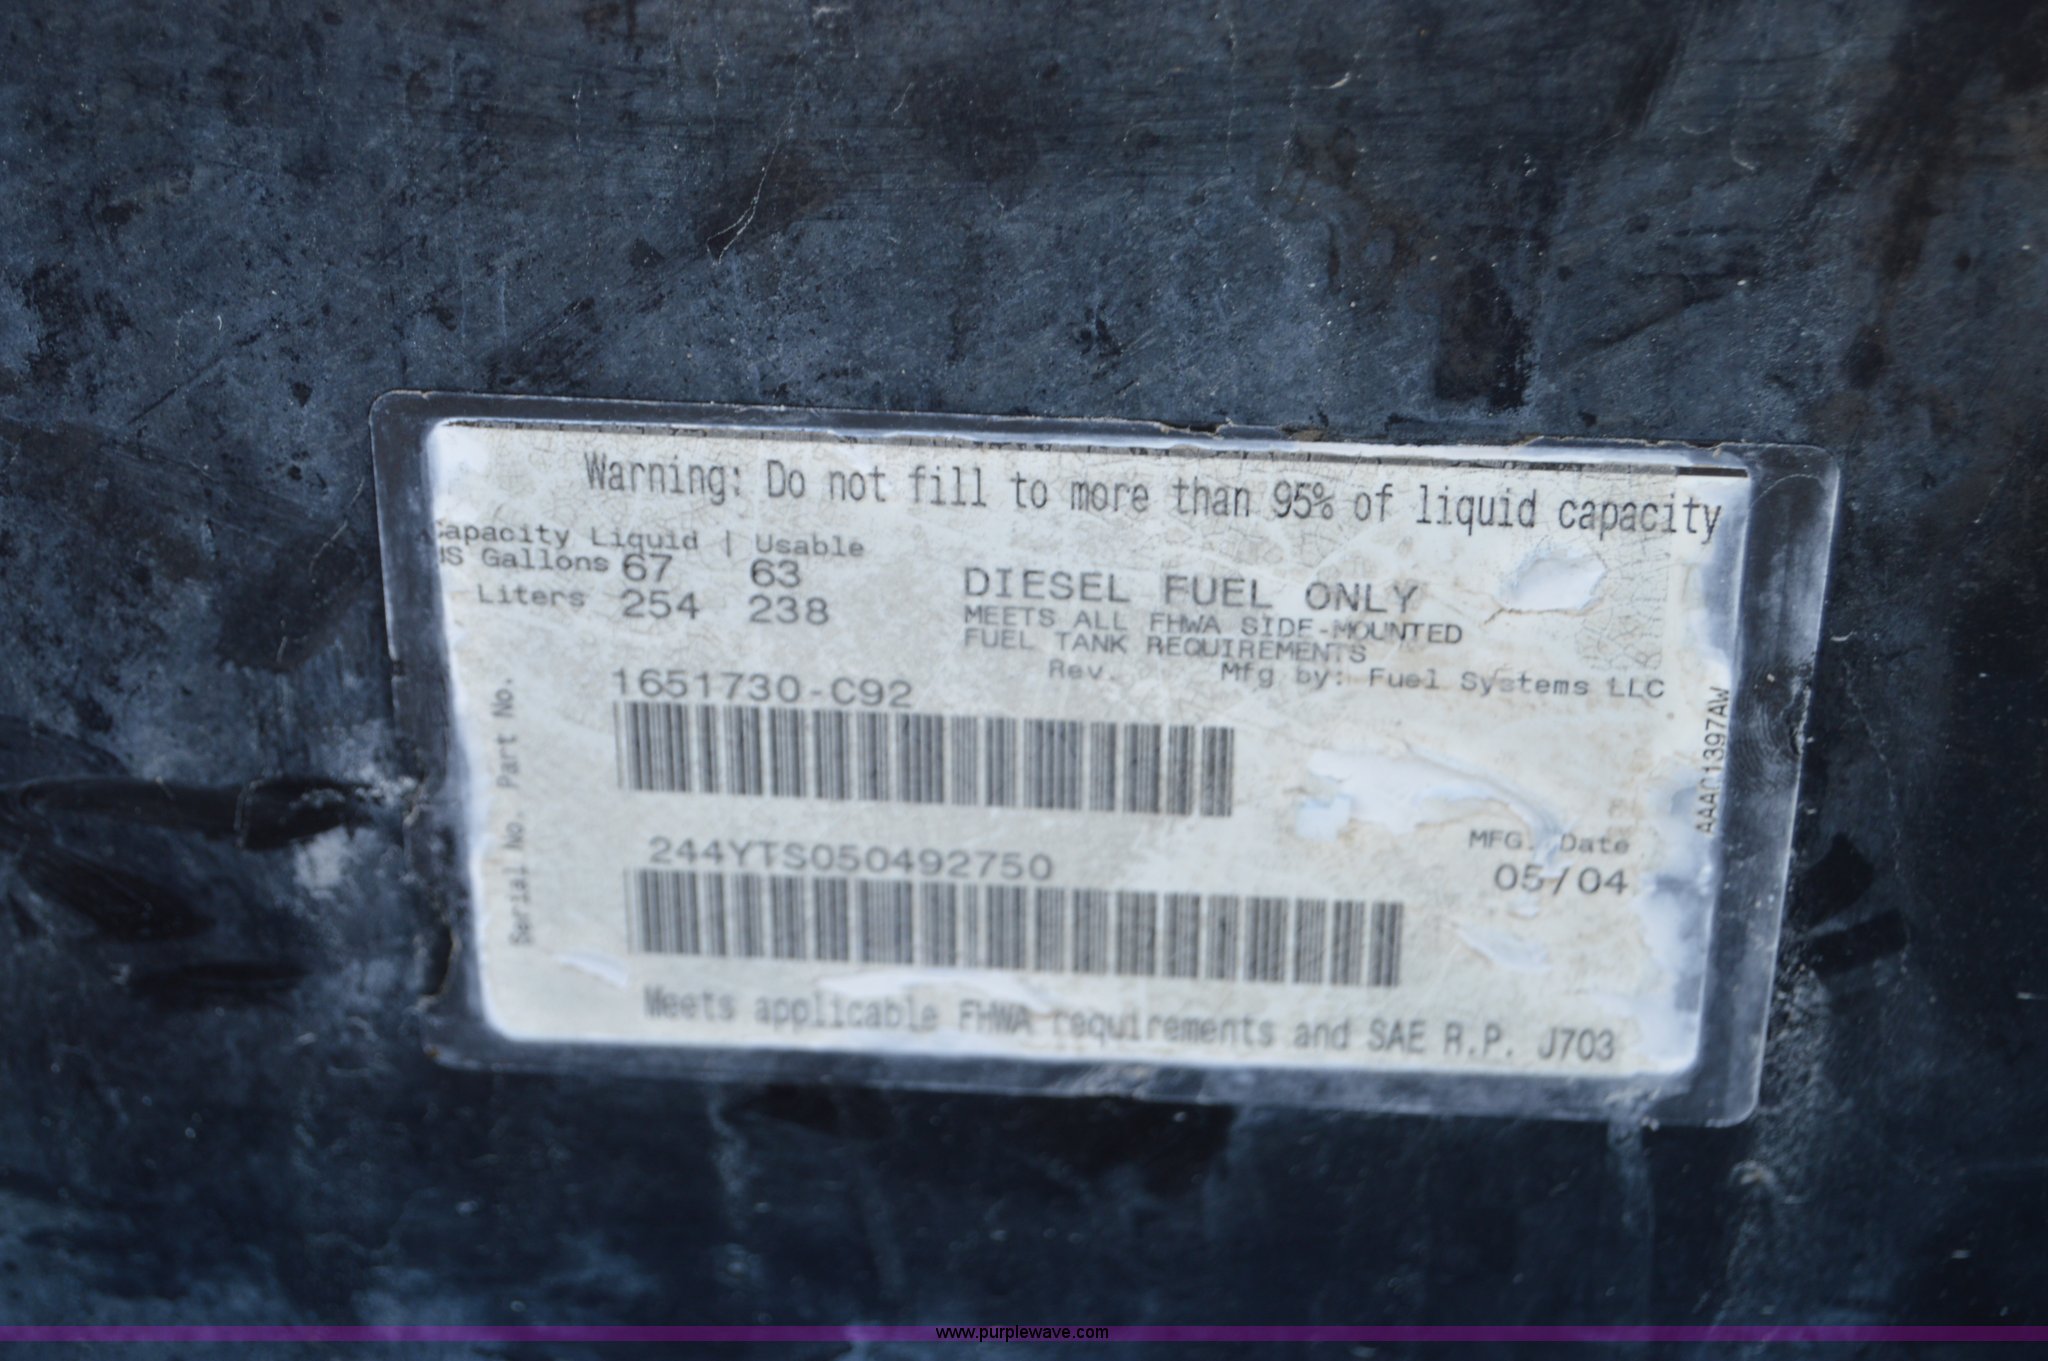 Warning: Do not fill to more than 95% of liquid capacity
Capacity Liquid | Usable
US Gallons 67 63
Liters 254 238
DIESEL FUEL ONLY
MEETS ALL FHWA SIDE-MOUNTED
FUEL TANK REQUIREMENTS
Rev. Mfg by: Fuel Systems LLC
Part No.
1651730-C92
AAAC1397AW
Serial No.
244YTS050492750
MFG. Date
05/04
Meets applicable FHWA requirements and SAE R.P. J703
www.purplewave.com